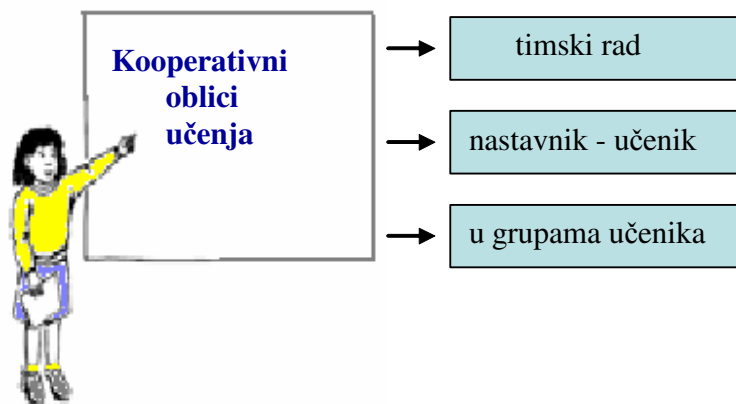 Kooperativni
oblici
učenja
timski rad
nastavnik - učenik
u grupama učenika